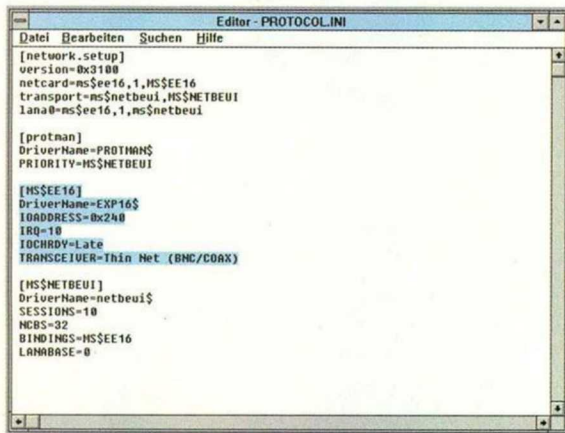 Editor - PROTOCOL.INI
Datei Bearbeiten Suchen Hilfe
[network.setup]
version=0x3100
netcard=ms$ee16,1,MS$EE16
transport=ms$netbeui,MS$NETBEUI
lana0=ms$ee16,1,ms$netbeui
[protman]
DriverName=PROTMAN$
PRIORITY=MS$NETBEUI
[MS$EE16]
DriverName=EXP16$
IOADDRESS=0x240
IRQ=10
IOCHRDY=Late
TRANSCEIVER=Thin Net (BNC/COAX)
[MS$NETBEUI]
DriverName=netbeui$
SESSIONS=10
NCBS=32
BINDINGS=MS$EE16
LANABASE=0